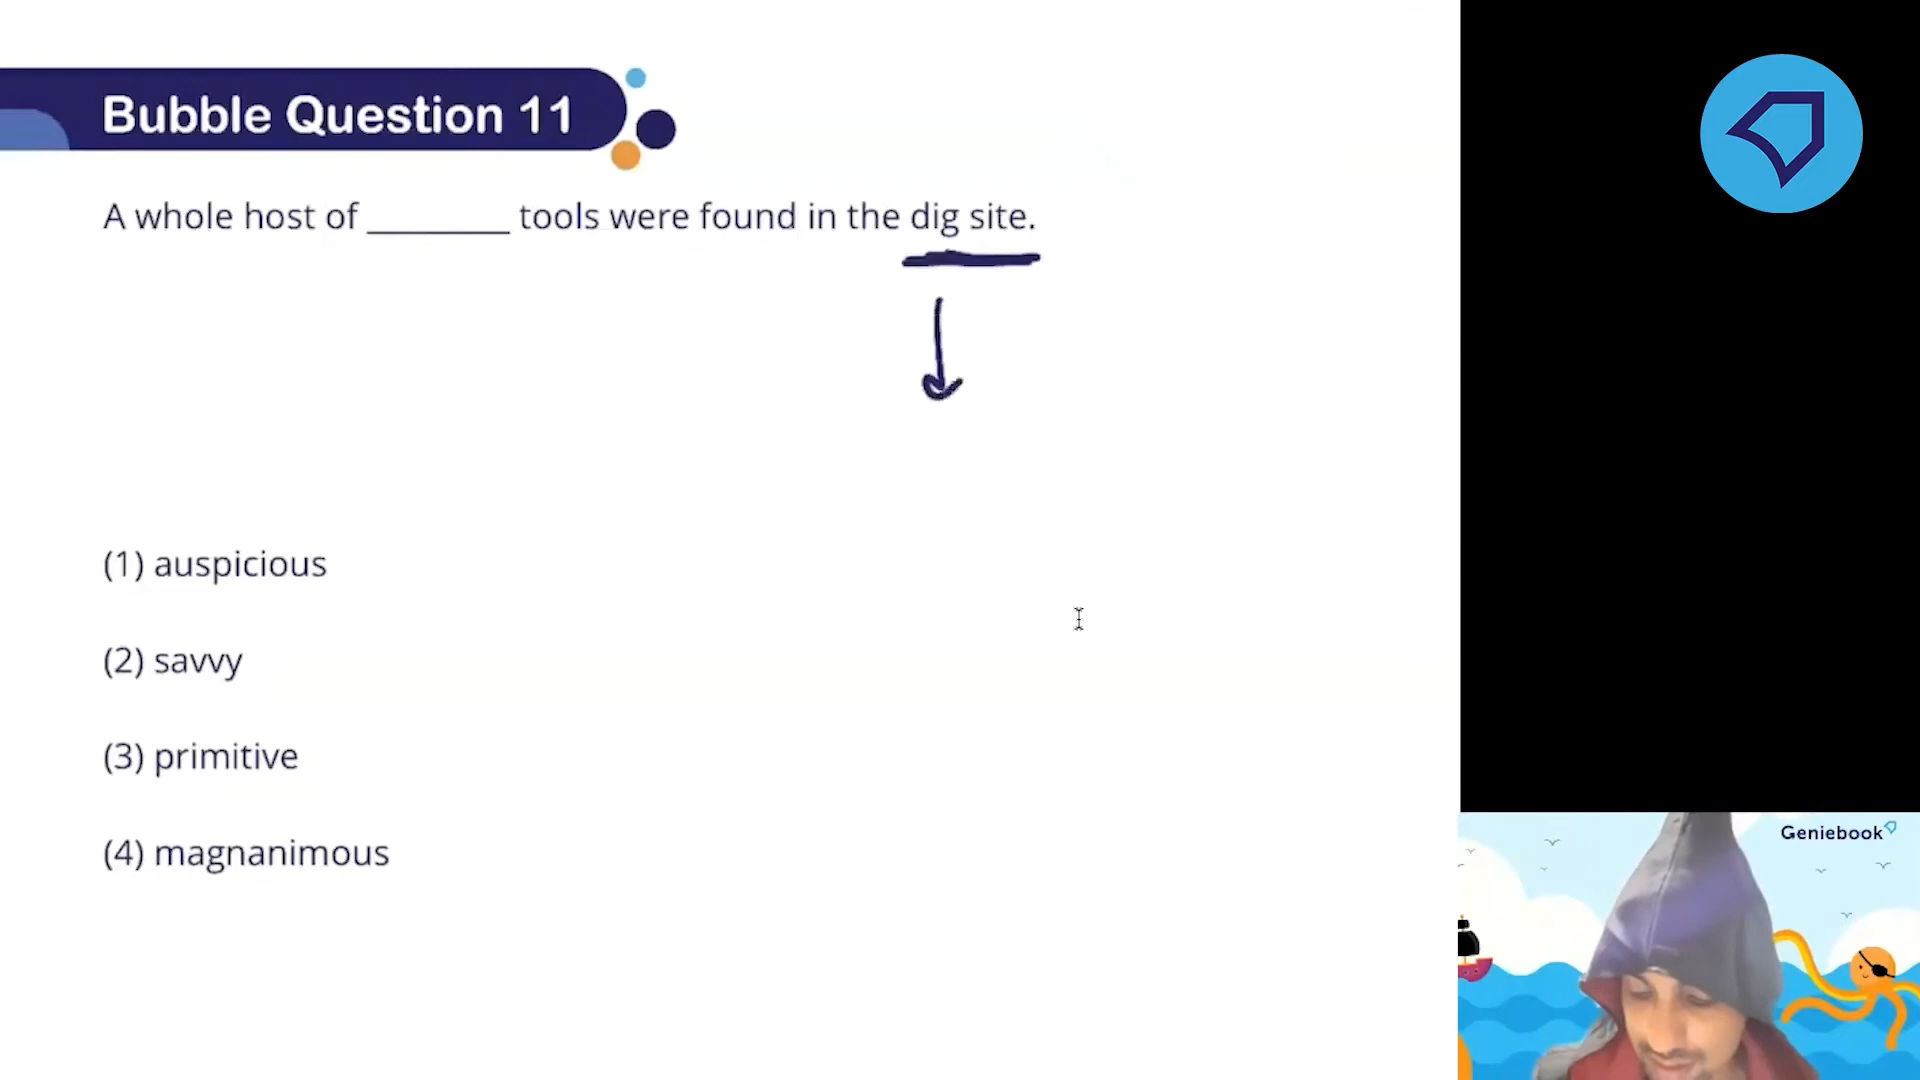 Bubble Question 11
A whole host of ________ tools were found in the dig site.
(1) auspicious
(2) savvy
(3) primitive
(4) magnanimous
Geniebook